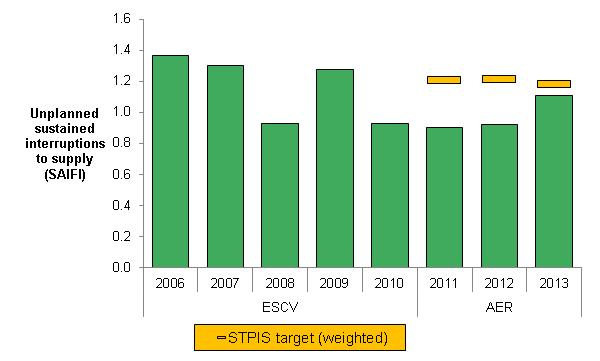 1.6
1.4
1.2
1.0
0.8
0.6
0.4
0.2
0.0
Unplanned
sustained
interruptions
to supply
(SAIFI)
2006 2007 2008 2009 2010 2011 2012 2013
ESCV AER
STPIS target (weighted)